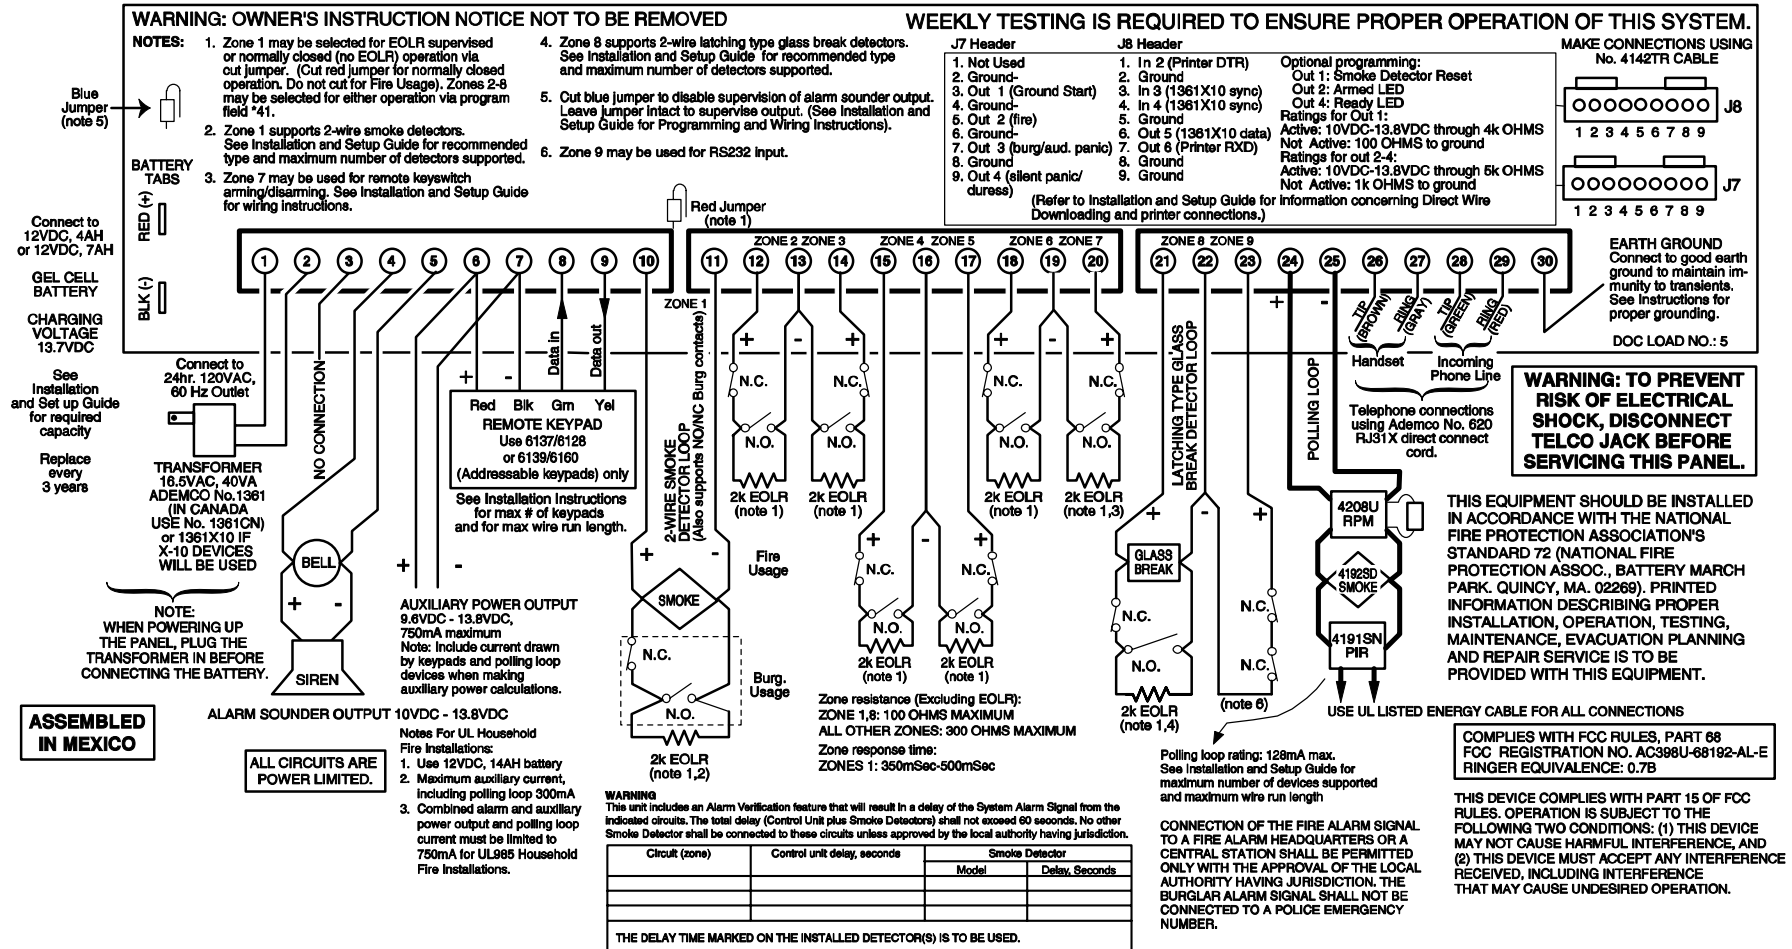 WARNING: OWNER'S INSTRUCTION NOTICE NOT TO BE REMOVED
WEEKLY TESTING IS REQUIRED TO ENSURE PROPER OPERATION OF THIS SYSTEM.
NOTES:
1. Zone 1 may be selected for EOLR supervised
or normally closed (no EOLR) operation via
cut jumper. (Cut red jumper for normally closed
operation. Do not cut for Fire Usage). Zones 2-8
may be selected for either operation via program
field *41.
2. Zone 1 supports 2-wire smoke detectors.
See Installation and Setup Guide for recommended
type and maximum number of detectors supported.
3. Zone 7 may be used for remote keyswitch
arming/disarming. See Installation and Setup Guide
for wiring instructions.
4. Zone 8 supports 2-wire latching type glass break detectors.
See Installation and Setup Guide for recommended type
and maximum number of detectors supported.
5. Cut blue jumper to disable supervision of alarm sounder output.
Leave jumper intact to supervise output. (See Installation and
Setup Guide for Programming and Wiring Instructions).
6. Zone 9 may be used for RS232 input.
J7 Header
1. Not Used
2. Ground-
3. Out 1 (Ground Start)
4. Ground-
5. Out 2 (fire)
6. Ground-
7. Out 3 (burg/aud. panic)
8. Ground
9. Out 4 (silent panic/
duress)
J8 Header
1. In 2 (Printer DTR)
2. Ground
3. In 3 (1361X10 sync)
4. In 4 (1361X10 sync)
5. Ground
6. Out 5 (1361X10 data)
7. Out 6 (Printer RXD)
8. Ground
9. Ground
Optional programming:
Out 1: Smoke Detector Reset
Out 2: Armed LED
Out 4: Ready LED
Ratings for Out 1:
Active: 10VDC-13.8VDC through 4k OHMS
Not Active: 100 OHMS to ground
Ratings for out 2-4:
Active: 10VDC-13.8VDC through 5k OHMS
Not Active: 1k OHMS to ground
(Refer to Installation and Setup Guide for information concerning Direct Wire
Downloading and printer connections.)
MAKE CONNECTIONS USING
No. 4142TR CABLE
J8
1 2 3 4 5 6 7 8 9
J7
1 2 3 4 5 6 7 8 9
Blue
Jumper
(note 5)
BATTERY
TABS
RED (+)
BLK (-)
Connect to
12VDC, 4AH
or 12VDC, 7AH
GEL CELL
BATTERY
CHARGING
VOLTAGE
13.7VDC
See
Installation
and Set up Guide
for required
capacity
Replace
every
3 years
Red Jumper
(note 1)
ZONE 2 ZONE 3 ZONE 4 ZONE 5 ZONE 6 ZONE 7
ZONE 8 ZONE 9
1 2 3 4 5 6 7 8 9 10 11 12 13 14 15 16 17 18 19 20 21 22 23 24 25 26 27 28 29 30
EARTH GROUND
Connect to good earth
ground to maintain im-
munity to transients.
See Instructions for
proper grounding.
DOC LOAD NO.: 5
Connect to
24hr. 120VAC,
60 Hz Outlet
TRANSFORMER
16.5VAC, 40VA
ADEMCO No.1361
(IN CANADA
USE No. 1361CN)
or 1361X10 IF
X-10 DEVICES
WILL BE USED
NOTE:
WHEN POWERING UP
THE PANEL, PLUG THE
TRANSFORMER IN BEFORE
CONNECTING THE BATTERY.
NO CONNECTION
BELL
+ -
SIREN
ALARM SOUNDER OUTPUT 10VDC - 13.8VDC
+ -
Data in
Data out
Red Blk Grn Yel
REMOTE KEYPAD
Use 6137/6128
or 6139/6160
(Addressable keypads) only
See Installation Instructions
for max # of keypads
and for max wire run length.
+ -
AUXILIARY POWER OUTPUT
9.6VDC - 13.8VDC,
750mA maximum
Note: Include current drawn
by keypads and polling loop
devices when making
auxiliary power calculations.
Notes For UL Household
Fire Installations:
1. Use 12VDC, 14AH battery
2. Maximum auxiliary current,
including polling loop 300mA
3. Combined alarm and auxiliary
power output and polling loop
current must be limited to
750mA for UL985 Household
Fire Installations.
ASSEMBLED
IN MEXICO
ALL CIRCUITS ARE
POWER LIMITED.
ZONE 1
2-WIRE SMOKE
DETECTOR LOOP
(Also supports NO/NC Burg contacts)
+ -
Fire
Usage
SMOKE
N.C.
N.O.
Burg.
Usage
2k EOLR
(note 1,2)
+ - +
N.C. N.C.
N.O. N.O.
2k EOLR
(note 1)
2k EOLR
(note 1)
+ - +
N.C. N.C.
N.O. N.O.
2k EOLR
(note 1)
2k EOLR
(note 1)
+ - +
N.C. N.C.
N.O. N.O.
2k EOLR
(note 1)
2k EOLR
(note 1,3)
Zone resistance (Excluding EOLR):
ZONE 1,8: 100 OHMS MAXIMUM
ALL OTHER ZONES: 300 OHMS MAXIMUM
Zone response time:
ZONES 1: 350mSec-500mSec
LATCHING TYPE GLASS
BREAK DETECTOR LOOP
+ - +
GLASS
BREAK
N.C.
N.O.
2k EOLR
(note 1,4)
N.C.
N.C.
(note 6)
+ -
POLLING LOOP
4208U
RPM
4192SD
SMOKE
4191SN
PIR
USE UL LISTED ENERGY CABLE FOR ALL CONNECTIONS
Polling loop rating: 128mA max.
See Installation and Setup Guide for
maximum number of devices supported
and maximum wire run length
TIP
(BROWN)
RING
(GRAY)
TIP
(GREEN)
RING
(RED)
Handset
Incoming
Phone Line
Telephone connections
using Ademco No. 620
RJ31X direct connect
cord.
WARNING: TO PREVENT
RISK OF ELECTRICAL
SHOCK, DISCONNECT
TELCO JACK BEFORE
SERVICING THIS PANEL.
THIS EQUIPMENT SHOULD BE INSTALLED
IN ACCORDANCE WITH THE NATIONAL
FIRE PROTECTION ASSOCIATION'S
STANDARD 72 (NATIONAL FIRE
PROTECTION ASSOC., BATTERY MARCH
PARK. QUINCY, MA. 02269). PRINTED
INFORMATION DESCRIBING PROPER
INSTALLATION, OPERATION, TESTING,
MAINTENANCE, EVACUATION PLANNING
AND REPAIR SERVICE IS TO BE
PROVIDED WITH THIS EQUIPMENT.
COMPLIES WITH FCC RULES, PART 68
FCC REGISTRATION NO. AC398U-68192-AL-E
RINGER EQUIVALENCE: 0.7B
THIS DEVICE COMPLIES WITH PART 15 OF FCC
RULES. OPERATION IS SUBJECT TO THE
FOLLOWING TWO CONDITIONS: (1) THIS DEVICE
MAY NOT CAUSE HARMFUL INTERFERENCE, AND
(2) THIS DEVICE MUST ACCEPT ANY INTERFERENCE
RECEIVED, INCLUDING INTERFERENCE
THAT MAY CAUSE UNDESIRED OPERATION.
CONNECTION OF THE FIRE ALARM SIGNAL
TO A FIRE ALARM HEADQUARTERS OR A
CENTRAL STATION SHALL BE PERMITTED
ONLY WITH THE APPROVAL OF THE LOCAL
AUTHORITY HAVING JURISDICTION. THE
BURGLAR ALARM SIGNAL SHALL NOT BE
CONNECTED TO A POLICE EMERGENCY
NUMBER.
WARNING
This unit includes an Alarm Verification feature that will result in a delay of the System Alarm Signal from the
indicated circuits. The total delay (Control Unit plus Smoke Detectors) shall not exceed 60 seconds. No other
Smoke Detector shall be connected to these circuits unless approved by the local authority having jurisdiction.
Circuit (zone) Control unit delay, seconds Smoke Detector
Model Delay, Seconds
THE DELAY TIME MARKED ON THE INSTALLED DETECTOR(S) IS TO BE USED.